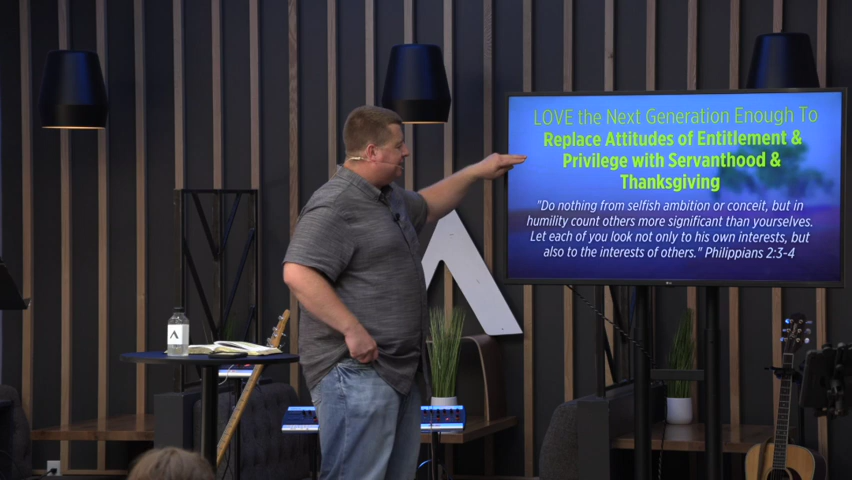 LOVE the Next Generation Enough To
Replace Attitudes of Entitlement &
Privilege with Servanthood &
Thanksgiving
"Do nothing from selfish ambition or conceit, but in
humility count others more significant than yourselves.
Let each of you look not only to his own interests, but
also to the interests of others." Philippians 2:3-4